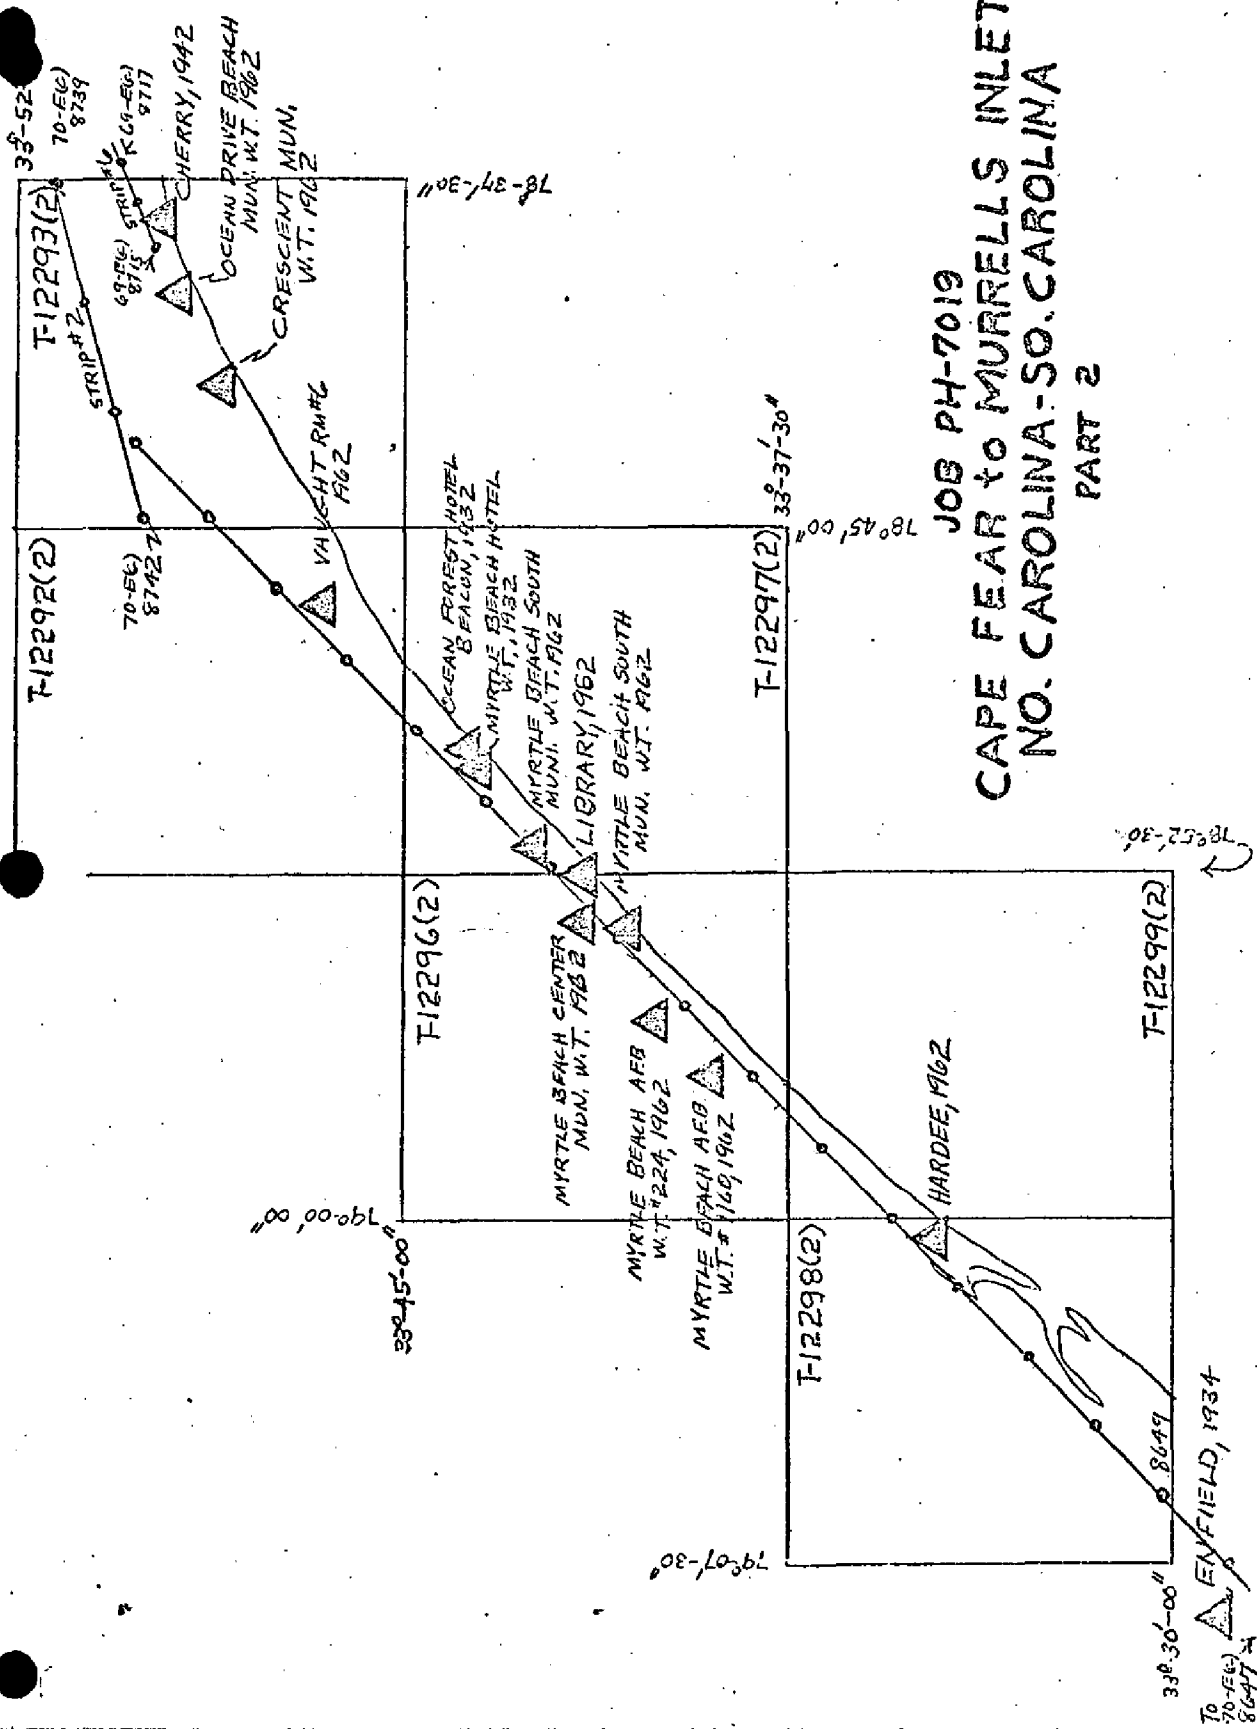 JOB PH-7019
CAPE FEAR to MURRELLS INLET
NO. CAROLINA-SO. CAROLINA
PART 2
T-12292(2)
T-12293(2)
70-E(C)
8739
STRIP #2
69-E(C)
8715
STRIP #6
69-E(C)
8717
CHERRY, 1942
OCEAN DRIVE BEACH
MUN. W.T. 1962
CRESCENT MUN.
W.T. 1962
78°-37'-30"
70-E(C)
8742
VAUGHT RM#6
1962
T-12296(2)
OCEAN FOREST HOTEL
BEACON, 1932
MYRTLE BEACH HOTEL
W.T., 1932
MYRTLE BEACH SOUTH
MUNI. W.T. 1962
LIBRARY, 1962
MYRTLE BEACH SOUTH
MUN. W.T. 1962
T-12297(2)
33°-37'-30"
78°45'00"
MYRTLE BEACH CENTER
MUN. W.T. 1962
MYRTLE BEACH AFB
W.T. #224, 1962
MYRTLE BEACH AFB
W.T. #160, 1962
79°-00'00"
33°-45'-00"
T-12298(2)
HARDEE, 1962
T-12299(2)
78°52'-30"
79°-07'-30"
8649
33°-30'-00"
TO
70-E(C)
8647
ENFIELD, 1934